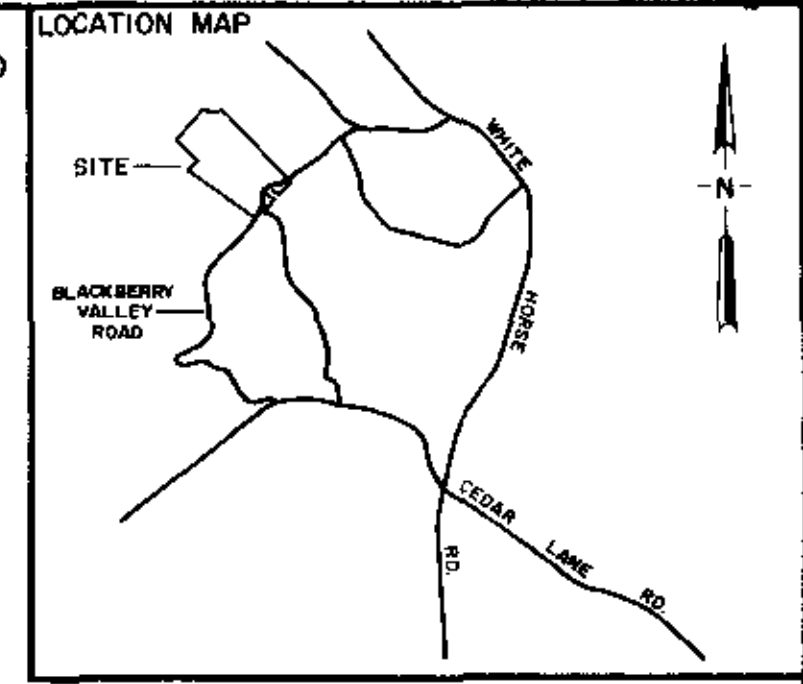 LOCATION MAP
)
WHITE
SITE
N
BLACKBERRY
VALLEY
ROAD
HORSE
CEDAR
LANE
RD.
RD.